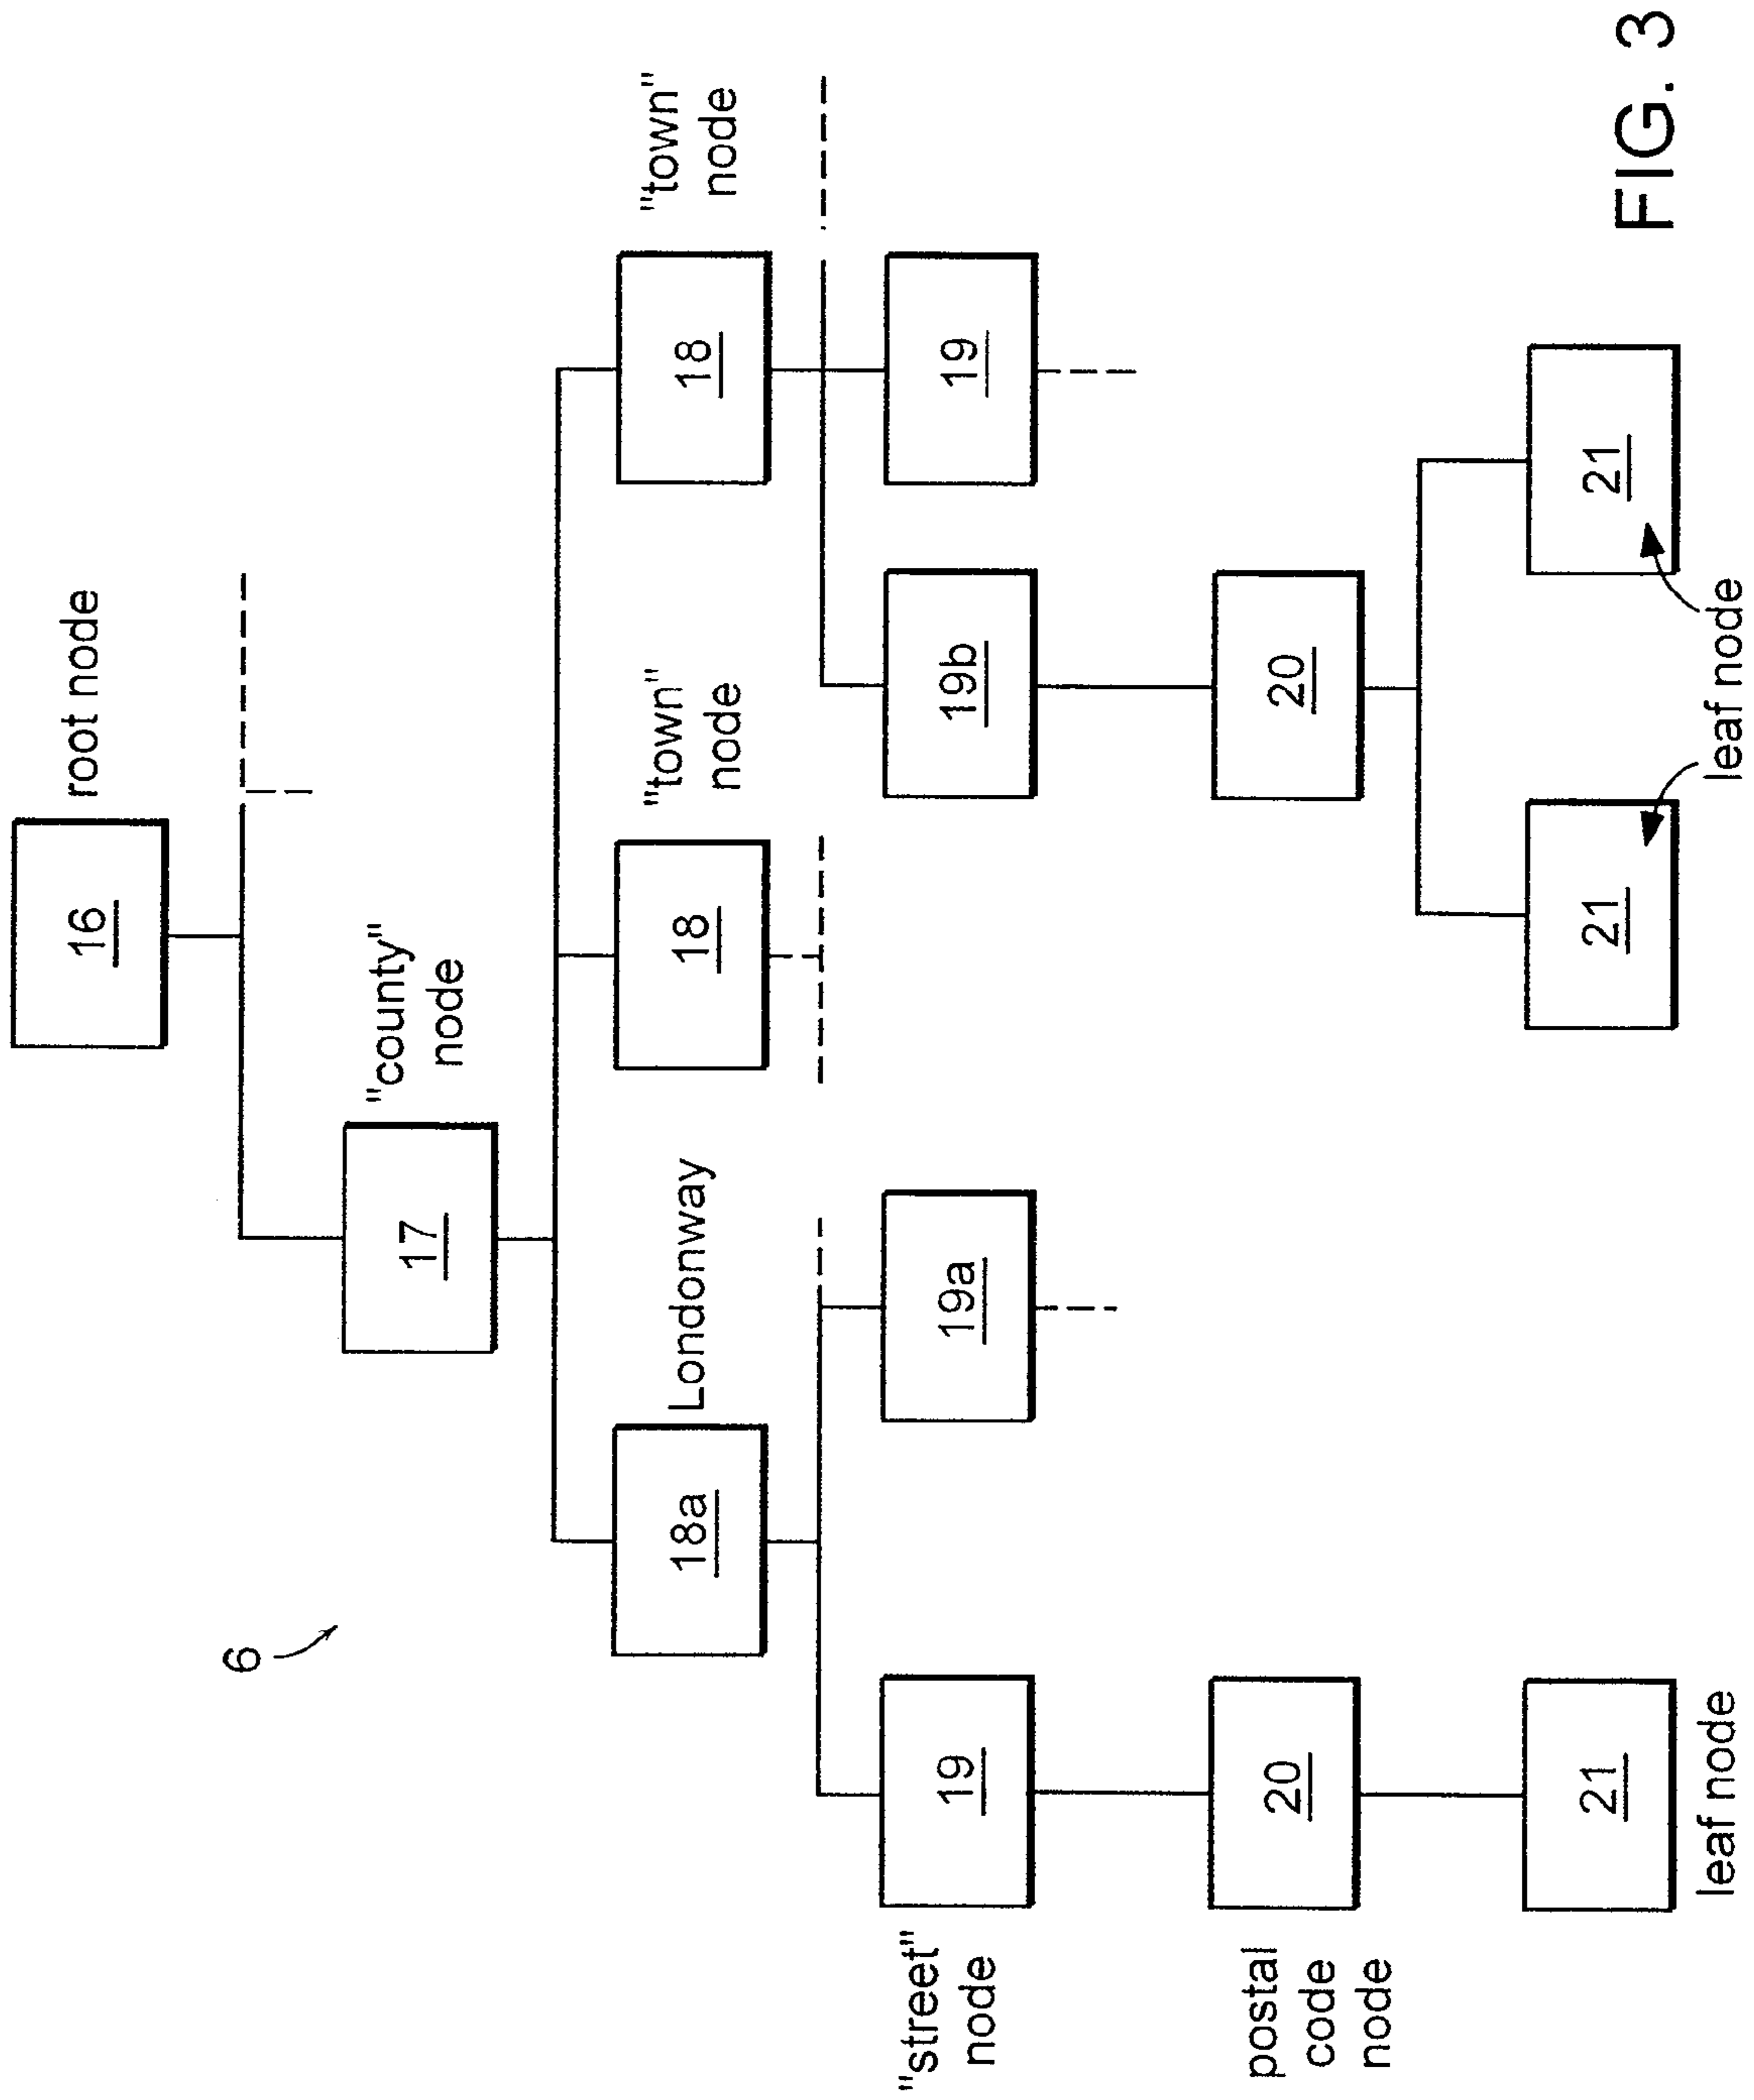 16
root node
6
17
"county"
node
18a
Londonway
18
"town"
node
18
"town"
node
"street"
node
19
19a
19b
19
postal
code
node
20
20
21
leaf node
21
21
leaf node
FIG. 3